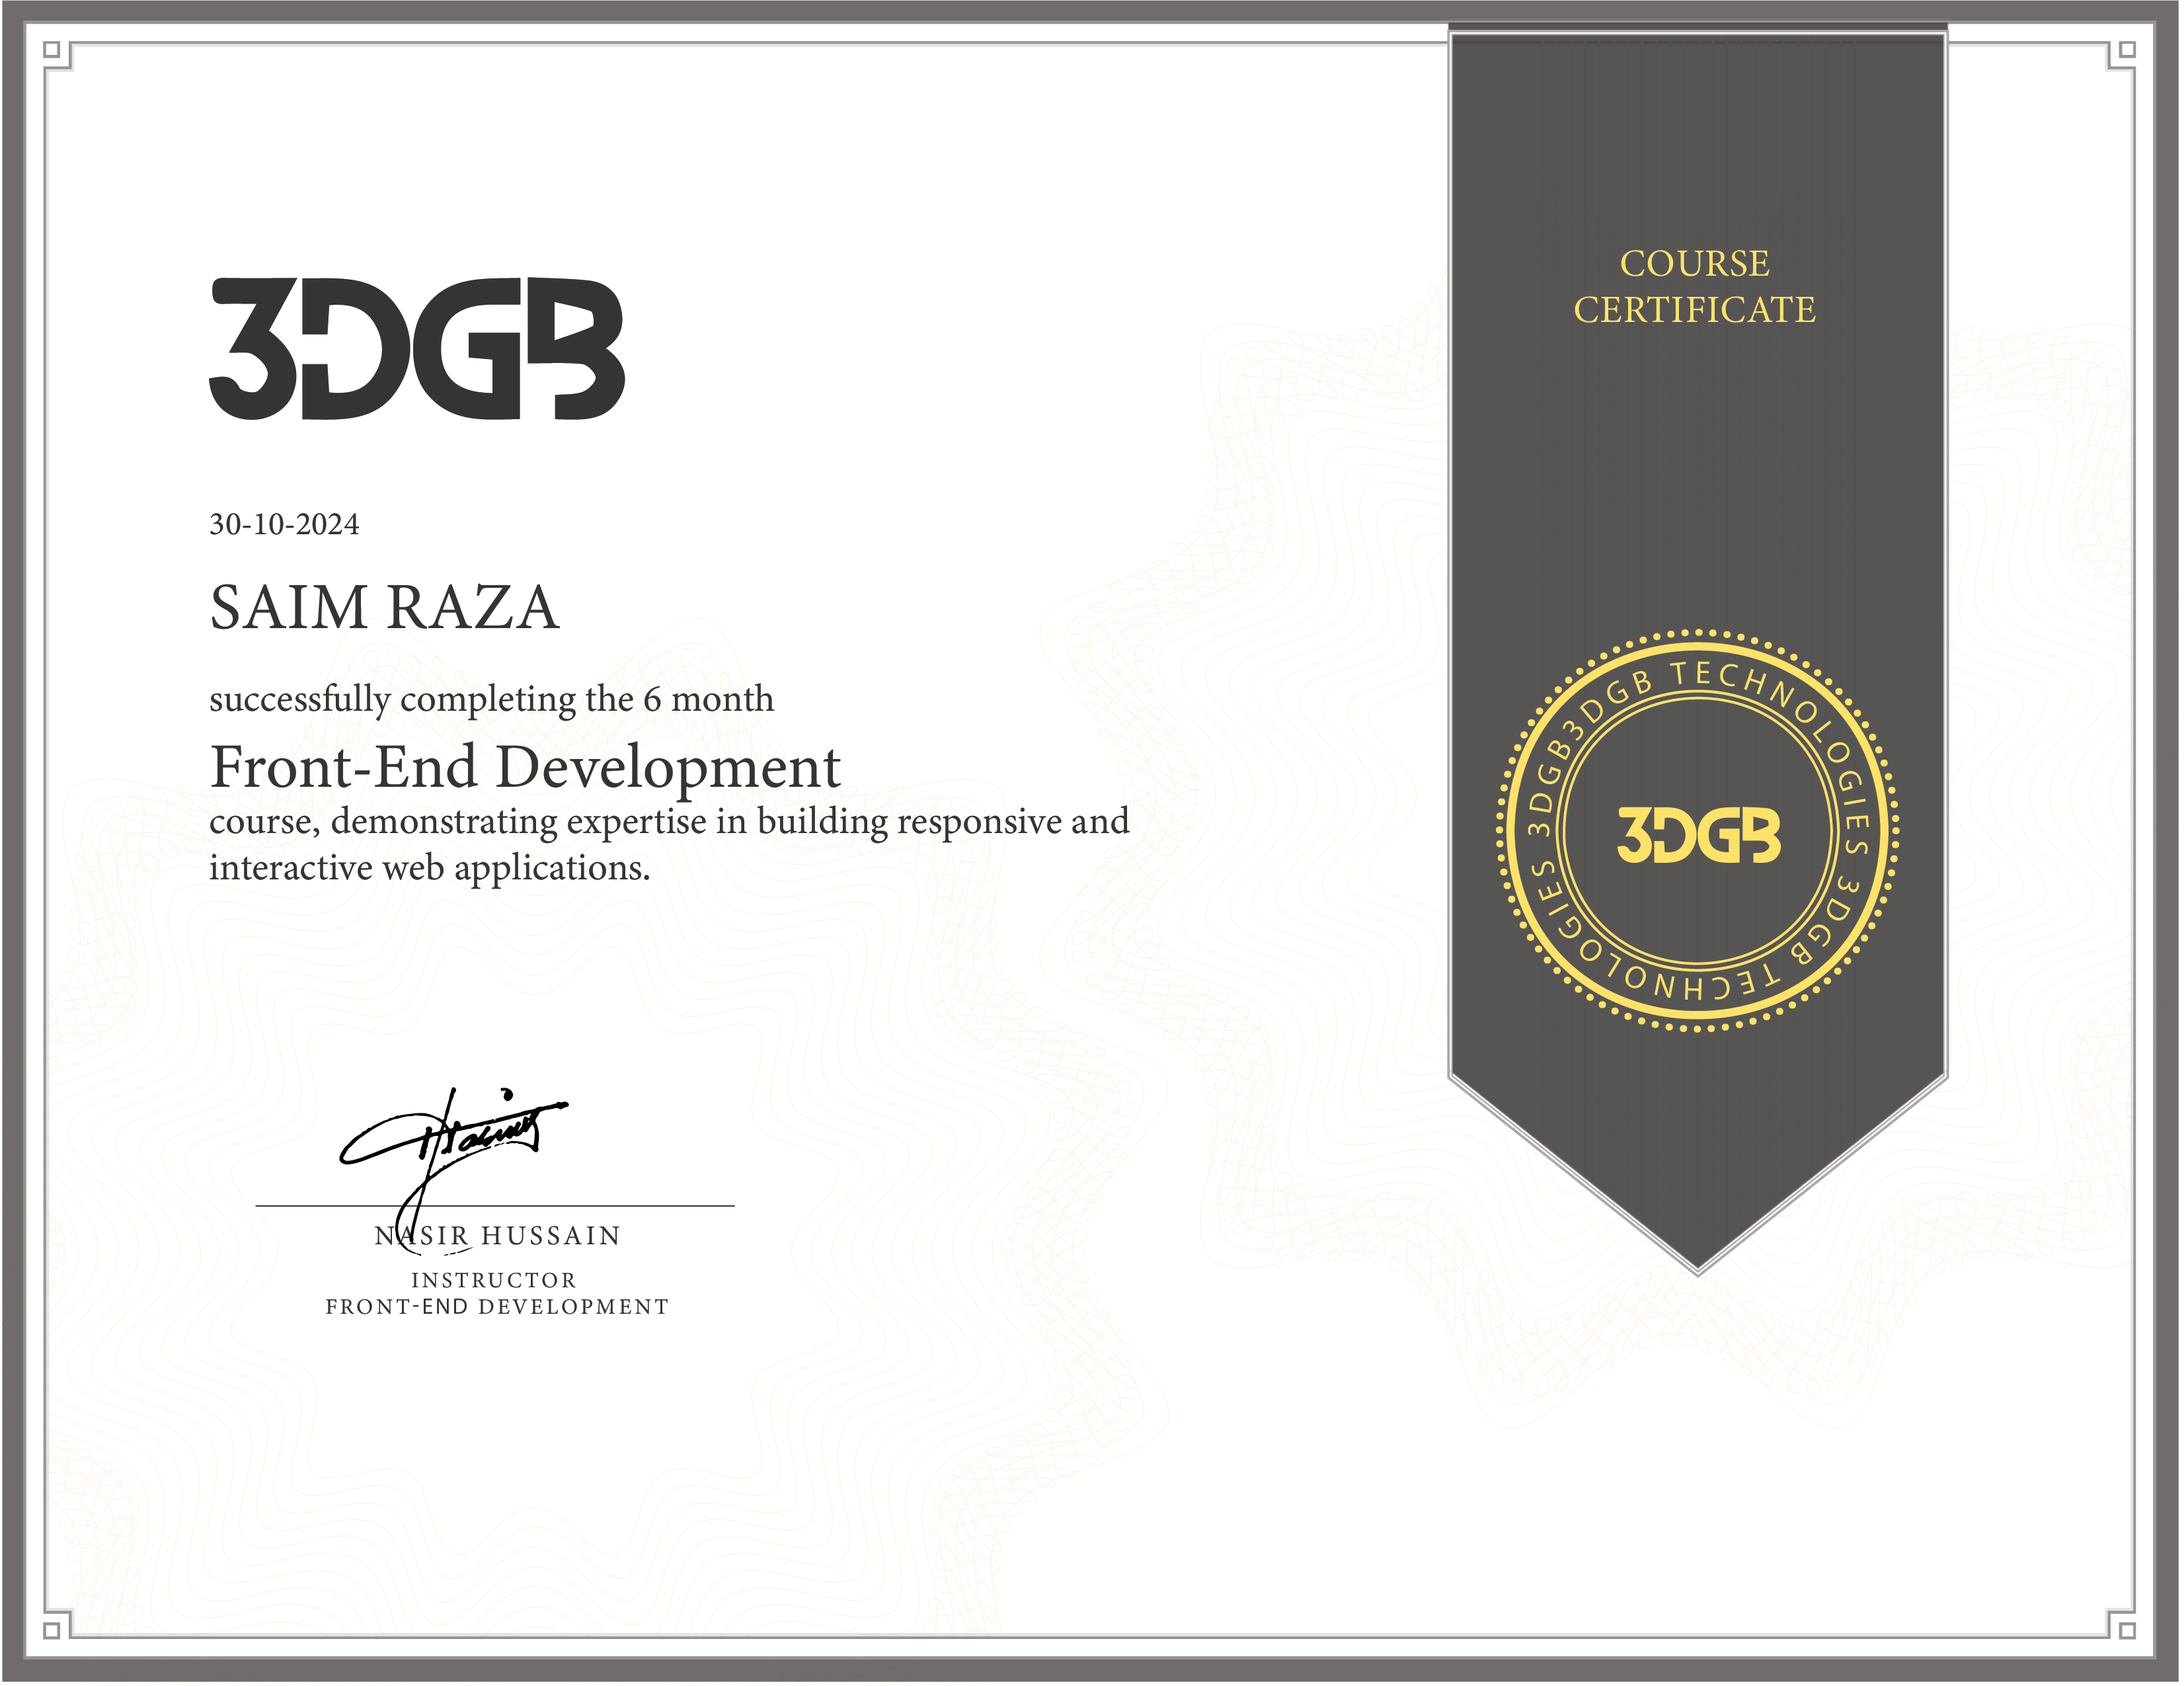 3DGB
30-10-2024
SAIM RAZA
successfully completing the 6 month
Front-End Development
course, demonstrating expertise in building responsive and
interactive web applications.
NASIR HUSSAIN
INSTRUCTOR
FRONT-END DEVELOPMENT
COURSE
CERTIFICATE
3DGB TECHNOLOGIES 3DGB TECHNOLOGIES 3DGB
3DGB